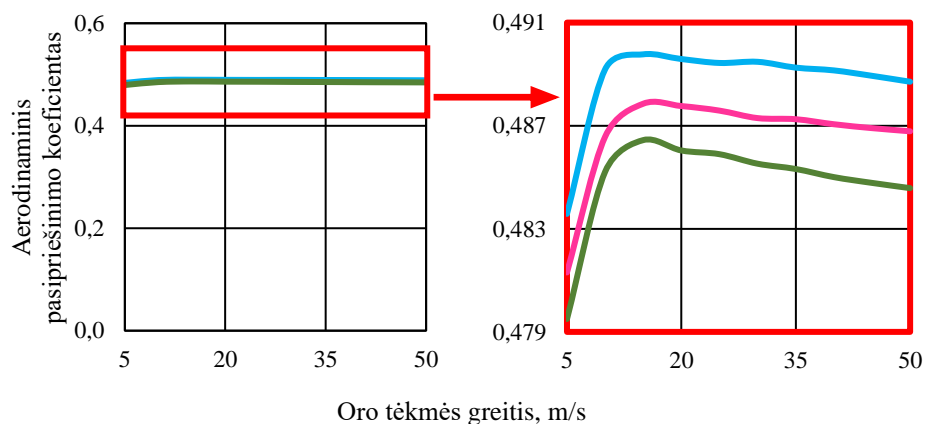 Aerodinaminis
pasipriešinimo koeficientas
0,6
0,4
0,2
0,0
5 20 35 50
0,491
0,487
0,483
0,479
5 20 35 50
Oro tėkmės greitis, m/s